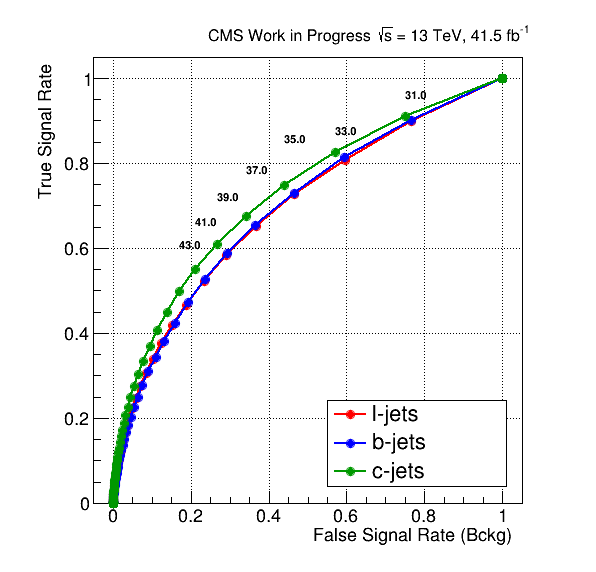 CMS Work in Progress √s = 13 TeV, 41.5 fb⁻¹
True Signal Rate
1
0.8
0.6
0.4
0.2
0
31.0
33.0
35.0
37.0
39.0
41.0
43.0
l-jets
b-jets
c-jets
0 0.2 0.4 0.6 0.8 1
False Signal Rate (Bckg)